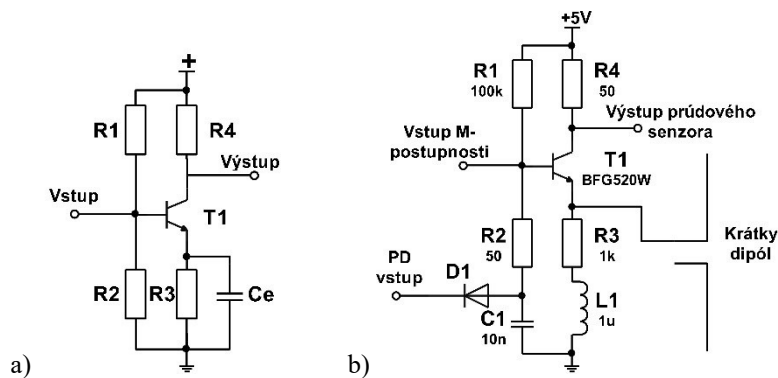 +
R1
R4
Výstup
Vstup
T1
R2
R3
Ce
a)
+5V
R1
100k
R4
50
Výstup prúdového
senzora
Vstup M-
postupnosti
T1
BFG520W
R2
50
R3
1k
Krátky
dipól
PD
vstup
D1
C1
10n
L1
1u
b)